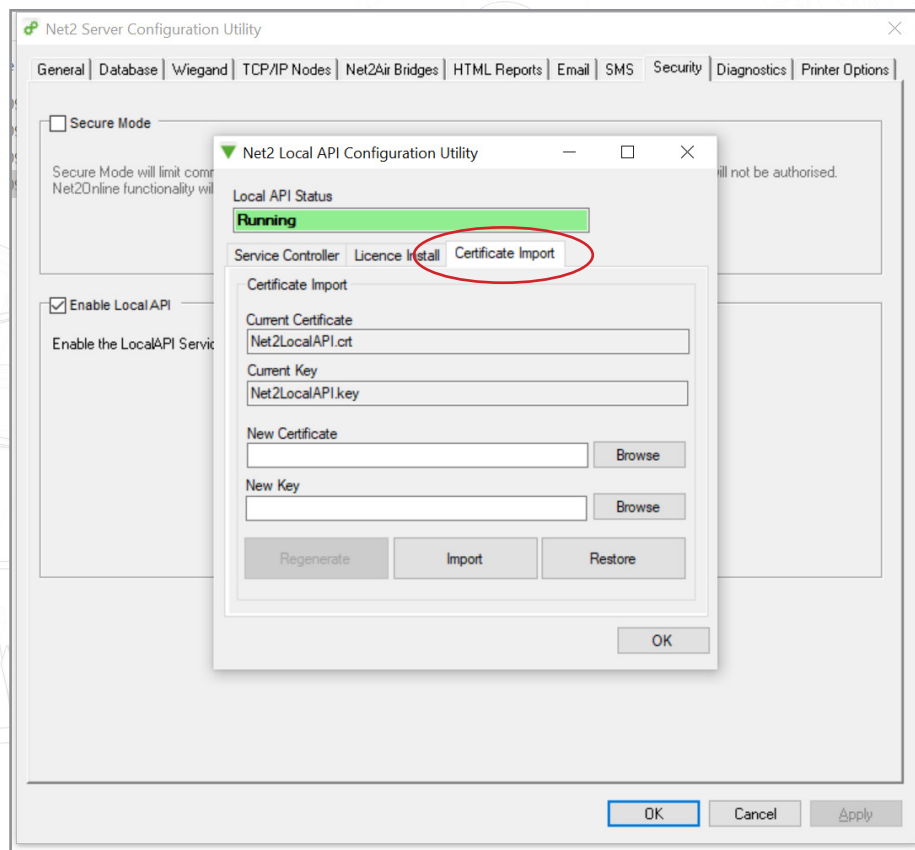 Net2 Server Configuration Utility
General Database Wiegand TCP/IP Nodes Net2Air Bridges HTML Reports Email SMS Security Diagnostics Printer Options
Secure Mode
Secure Mode will limit
will not be authorised.
Net2Online functionality
Net2 Local API Configuration Utility
Local API Status
Running
Service Controller Licence Install Certificate Import
Certificate Import
Enable Local API
Current Certificate
Net2LocalAPI.crt
Enable the LocalAPI
Current Key
Net2LocalAPI.key
New Certificate
Browse
New Key
Browse
Regenerate Import Restore
OK
OK Cancel Apply